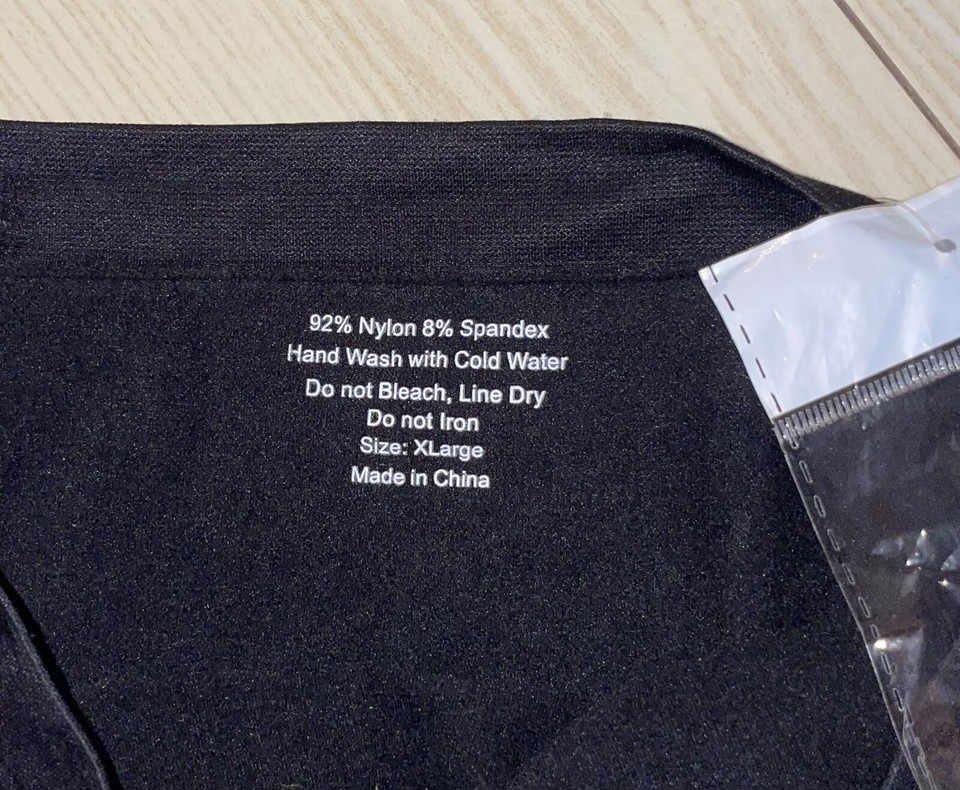 92% Nylon 8% Spandex
Hand Wash with Cold Water
Do not Bleach, Line Dry
Do not Iron
Size: XLarge
Made in China